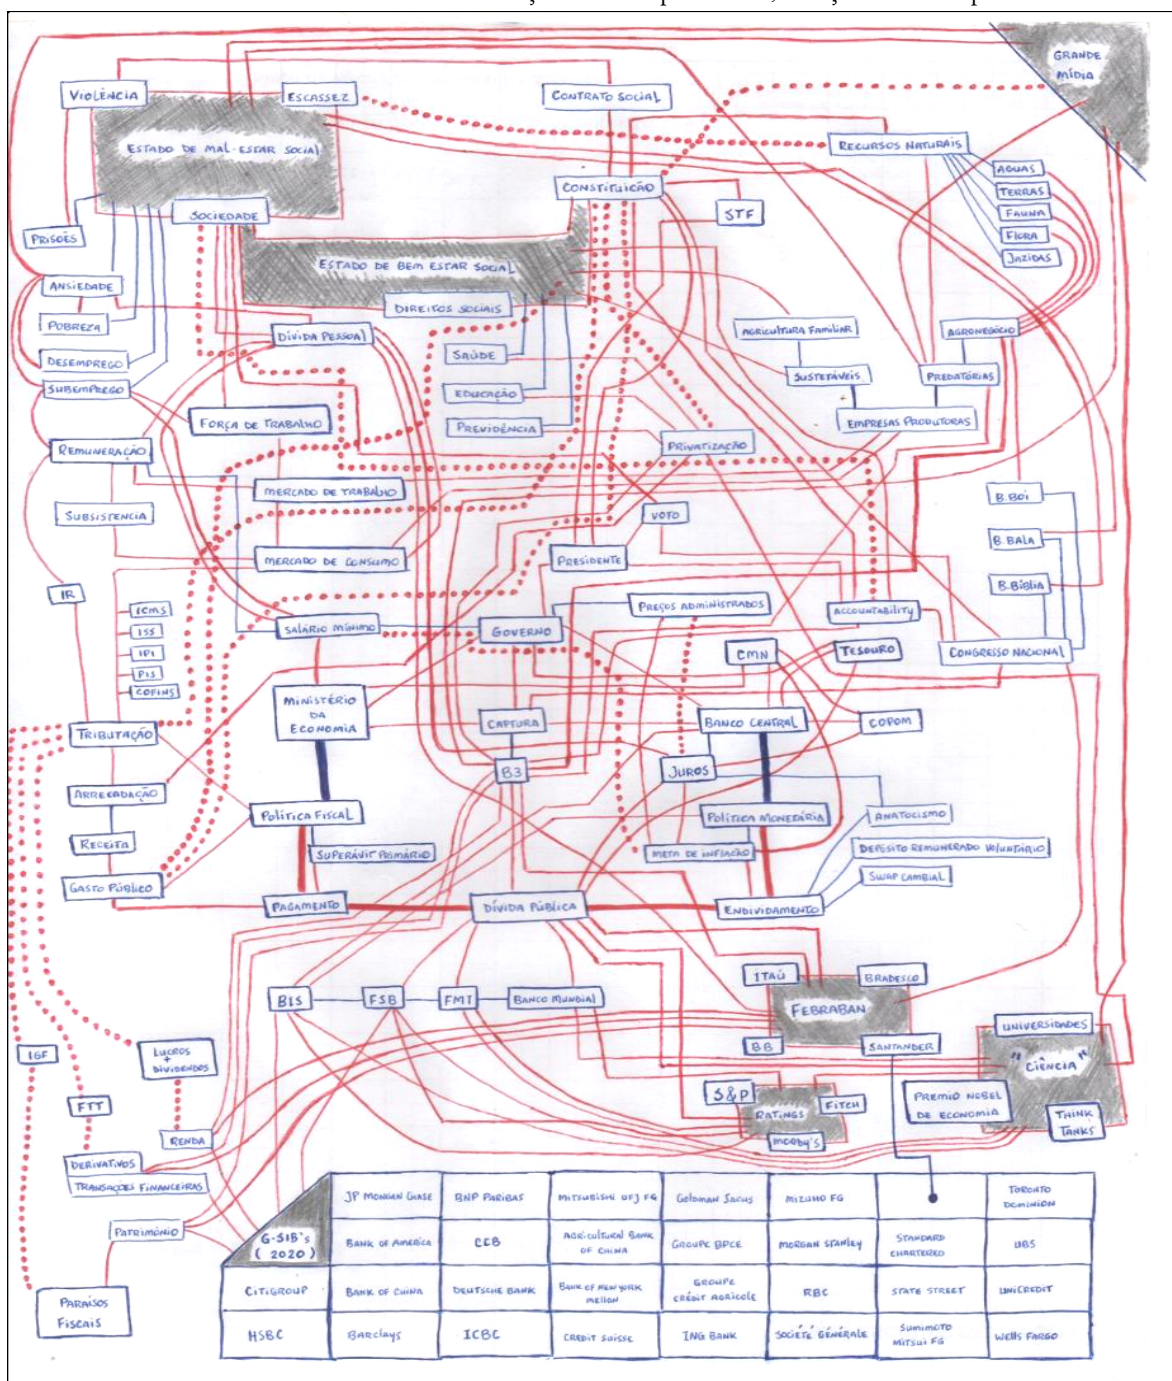 GRANDE
MÍDIA
VIOLÊNCIA
ESCASSEZ
CONTRATO SOCIAL
ESTADO DE MAL-ESTAR SOCIAL
RECURSOS NATURAIS
ÁGUAS
TERRAS
FAUNA
FLORA
JAZIDAS
CONSTITUIÇÃO
STF
SOCIEDADE
PRISÕES
ESTADO DE BEM ESTAR SOCIAL
ANSIEDADE
DIREITOS SOCIAIS
POBREZA
DÍVIDA PESSOAL
AGRICULTURA FAMILIAR
AGRONEGÓCIO
DESEMPREGO
SAÚDE
SUSTETÁVEIS
PREDATÓRIAS
SUBEMPREGO
EDUCAÇÃO
FORÇA DE TRABALHO
PREVIDÊNCIA
EMPRESAS PRODUTORAS
REMUNERAÇÃO
PRIVATIZAÇÃO
MERCADO DE TRABALHO
B.BOI
SUBSISTENCIA
VOTO
B.BALA
MERCADO DE CONSUMO
PRESIDENTE
B.BÍBLIA
IR
ICMS
ISS
IPI
PIS
COFINS
PREÇOS ADMINISTRADOS
ACCOUNTABILITY
SALÁRIO MÍNIMO
GOVERNO
CMN
TESOURO
CONGRESSO NACIONAL
MINISTÉRIO
DA
ECONOMIA
TRIBUTAÇÃO
CAPTURA
BANCO CENTRAL
COPOM
B3
JUROS
ARRECADAÇÃO
POLÍTICA FISCAL
POLÍTICA MONETÁRIA
ANATOCISMO
RECEITA
SUPERÁVIT PRIMÁRIO
META DE INFLAÇÃO
DEPÓSITO REMUNERADO VOLUNTÁRIO
SWAP CAMBIAL
GASTO PÚBLICO
PAGAMENTO
DÍVIDA PÚBLICA
ENDIVIDAMENTO
ITAÚ
BRADESCO
BIS
FSB
FMI
BANCO MUNDIAL
FEBRABAN
UNIVERSIDADES
BB
SANTANDER
IGF
LUCROS
+
DIVIDENDOS
"CIÊNCIA"
S&P
FITCH
PREMIO NOBEL
DE ECONOMIA
FTT
RATINGS
THINK
TANKS
RENDA
MOODY'S
DERIVATIVOS
TRANSAÇÕES FINANCEIRAS
PATRIMÔNIO
PARAÍSOS
FISCAIS
G-SIB's
(2020)
JP MORGAN CHASE
BNP PARIBAS
MITSUBISHI UFJ FG
Goldman Sachs
MIZUHO FG
TORONTO
DOMINION
BANK OF AMERICA
CCB
AGRICULTURAL BANK
OF CHINA
GROUPE BPCE
MORGAN STANLEY
STANDARD
CHARTERED
UBS
CITIGROUP
BANK OF CHINA
DEUTSCHE BANK
BANK OF NEW YORK
MELLON
GROUPE
CRÉDIT AGRICOLE
RBC
STATE STREET
UNICREDIT
HSBC
BARCLAYS
ICBC
CREDIT SUISSE
ING BANK
SOCIÉTÉ GÉNÉRALE
SUMIMOTO
MITSUI FG
WELLS FARGO